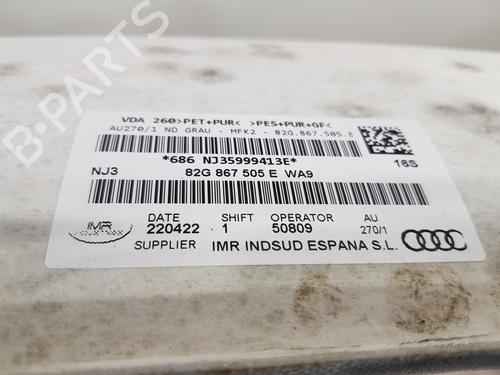 VDA 260>PET+PUR< >PES+PUR+GF<
AU270/1 ND GRAU - MFK2 - 82G.867.505.E
*686 NJ35999413E*
16S
NJ3 82G 867 505 E WA9
IMR
DATE SHIFT OPERATOR AU
220422 1 50809 270/1
SUPPLIER IMR INDSUD ESPANA S.L.
B-PARTS